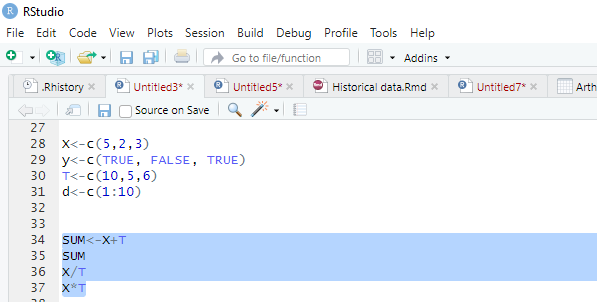 RStudio
File Edit Code View Plots Session Build Debug Profile Tools Help
Go to file/function Addins
.Rhistory Untitled3* Untitled5* Historical data.Rmd Untitled7* Arth
Source on Save
27
28 X<-c(5,2,3)
29 y<-c(TRUE, FALSE, TRUE)
30 T<-c(10,5,6)
31 d<-c(1:10)
32
33
34 SUM<-X+T
35 SUM
36 X/T
37 X*T
38